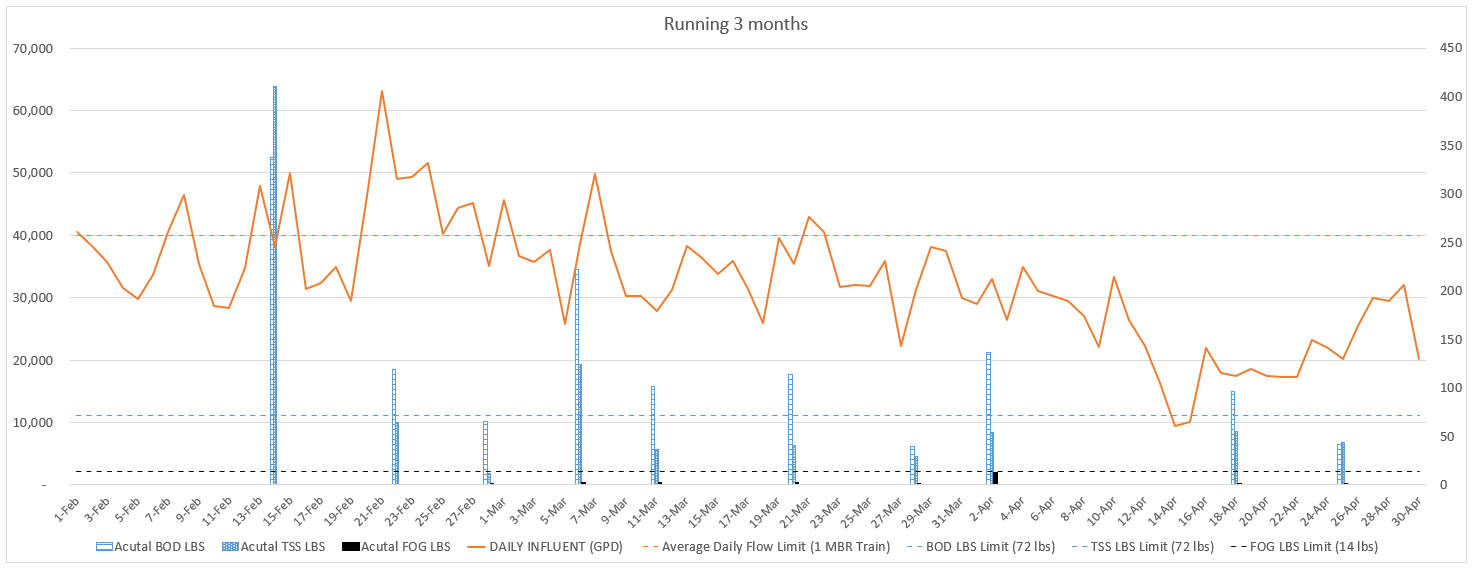 Running 3 months
70,000
60,000
50,000
40,000
30,000
20,000
10,000
-
450
400
350
300
250
200
150
100
50
0
1-Feb
3-Feb
5-Feb
7-Feb
9-Feb
11-Feb
13-Feb
15-Feb
17-Feb
19-Feb
21-Feb
23-Feb
25-Feb
27-Feb
1-Mar
3-Mar
5-Mar
7-Mar
9-Mar
11-Mar
13-Mar
15-Mar
17-Mar
19-Mar
21-Mar
23-Mar
25-Mar
27-Mar
29-Mar
31-Mar
2-Apr
4-Apr
6-Apr
8-Apr
10-Apr
12-Apr
14-Apr
16-Apr
18-Apr
20-Apr
22-Apr
24-Apr
26-Apr
28-Apr
30-Apr
Acutal BOD LBS Acutal TSS LBS Acutal FOG LBS DAILY INFLUENT (GPD) Average Daily Flow Limit (1 MBR Train) BOD LBS Limit (72 lbs) TSS LBS Limit (72 lbs) FOG LBS Limit (14 lbs)